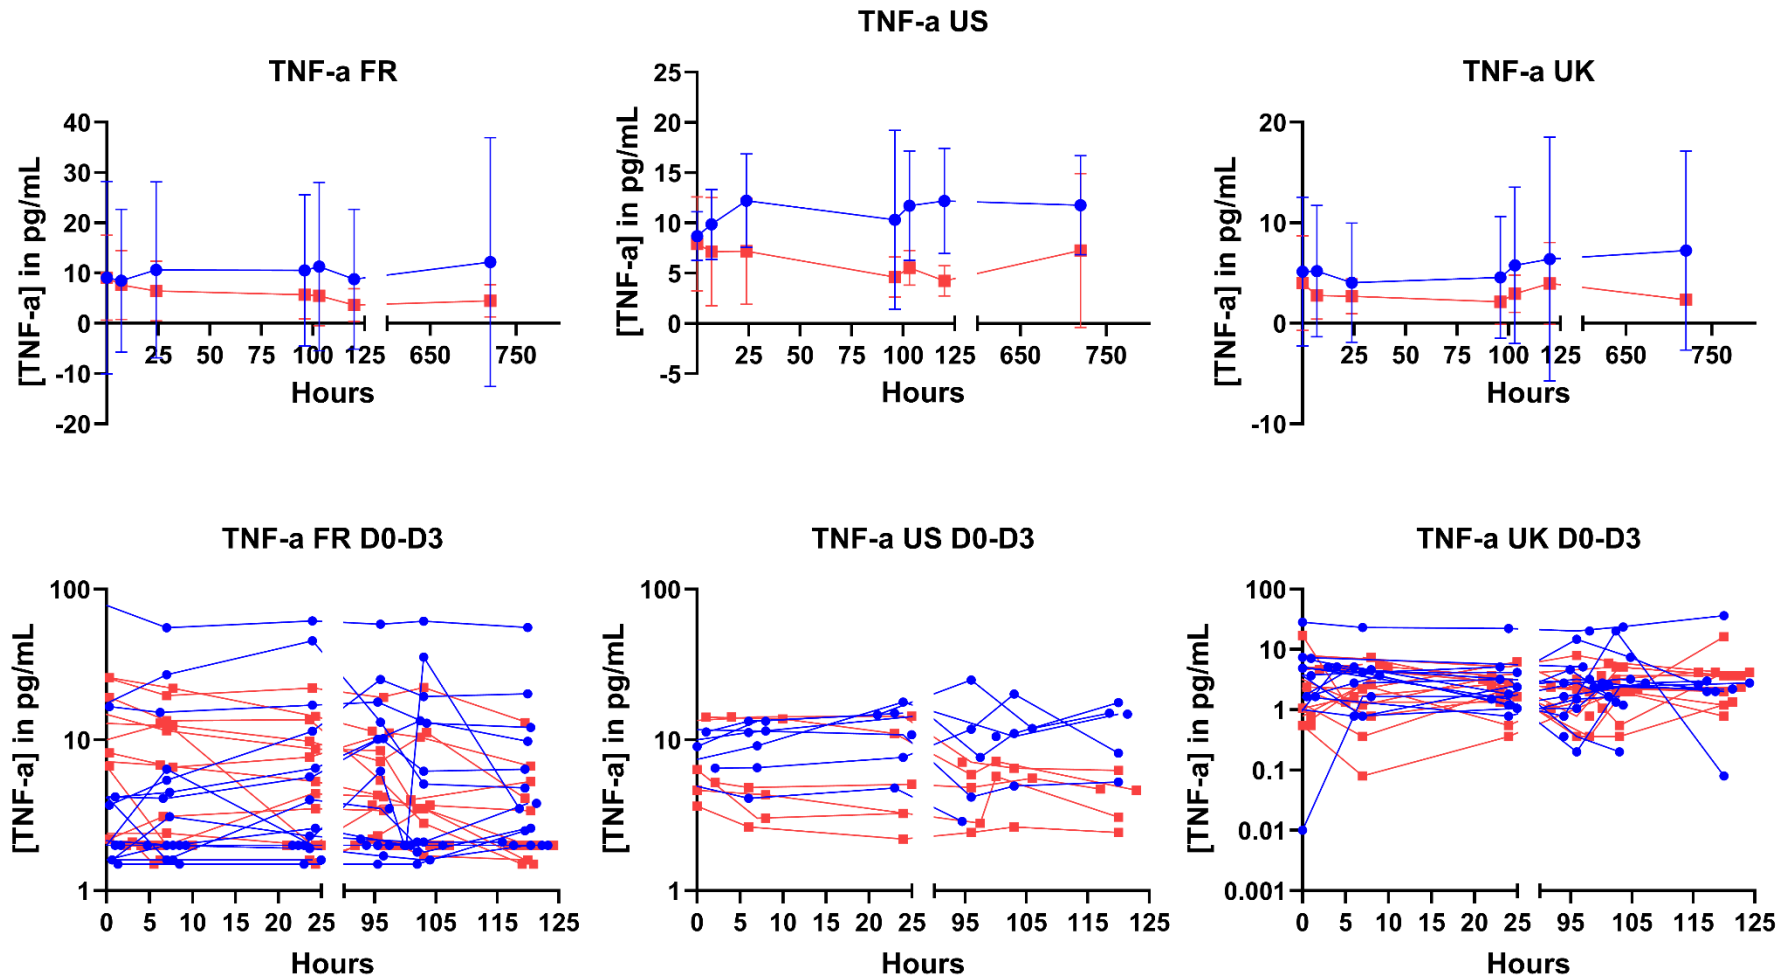 TNF-a FR
[TNF-a] in pg/mL
40
30
20
10
0
-10
-20
25 50 75 100 125 650 750
Hours
TNF-a US
[TNF-a] in pg/mL
25
20
15
10
5
0
-5
25 50 75 100 125 650 750
Hours
TNF-a UK
[TNF-a] in pg/mL
20
10
0
-10
25 50 75 100 125 650 750
Hours
TNF-a FR D0-D3
[TNF-a] in pg/mL
100
10
1
0 5 10 15 20 25 95 105 115 125
Hours
TNF-a US D0-D3
[TNF-a] in pg/mL
100
10
1
0 5 10 15 20 25 95 105 115 125
Hours
TNF-a UK D0-D3
[TNF-a] in pg/mL
100
10
1
0.1
0.01
0.001
0 5 10 15 20 25 95 105 115 125
Hours